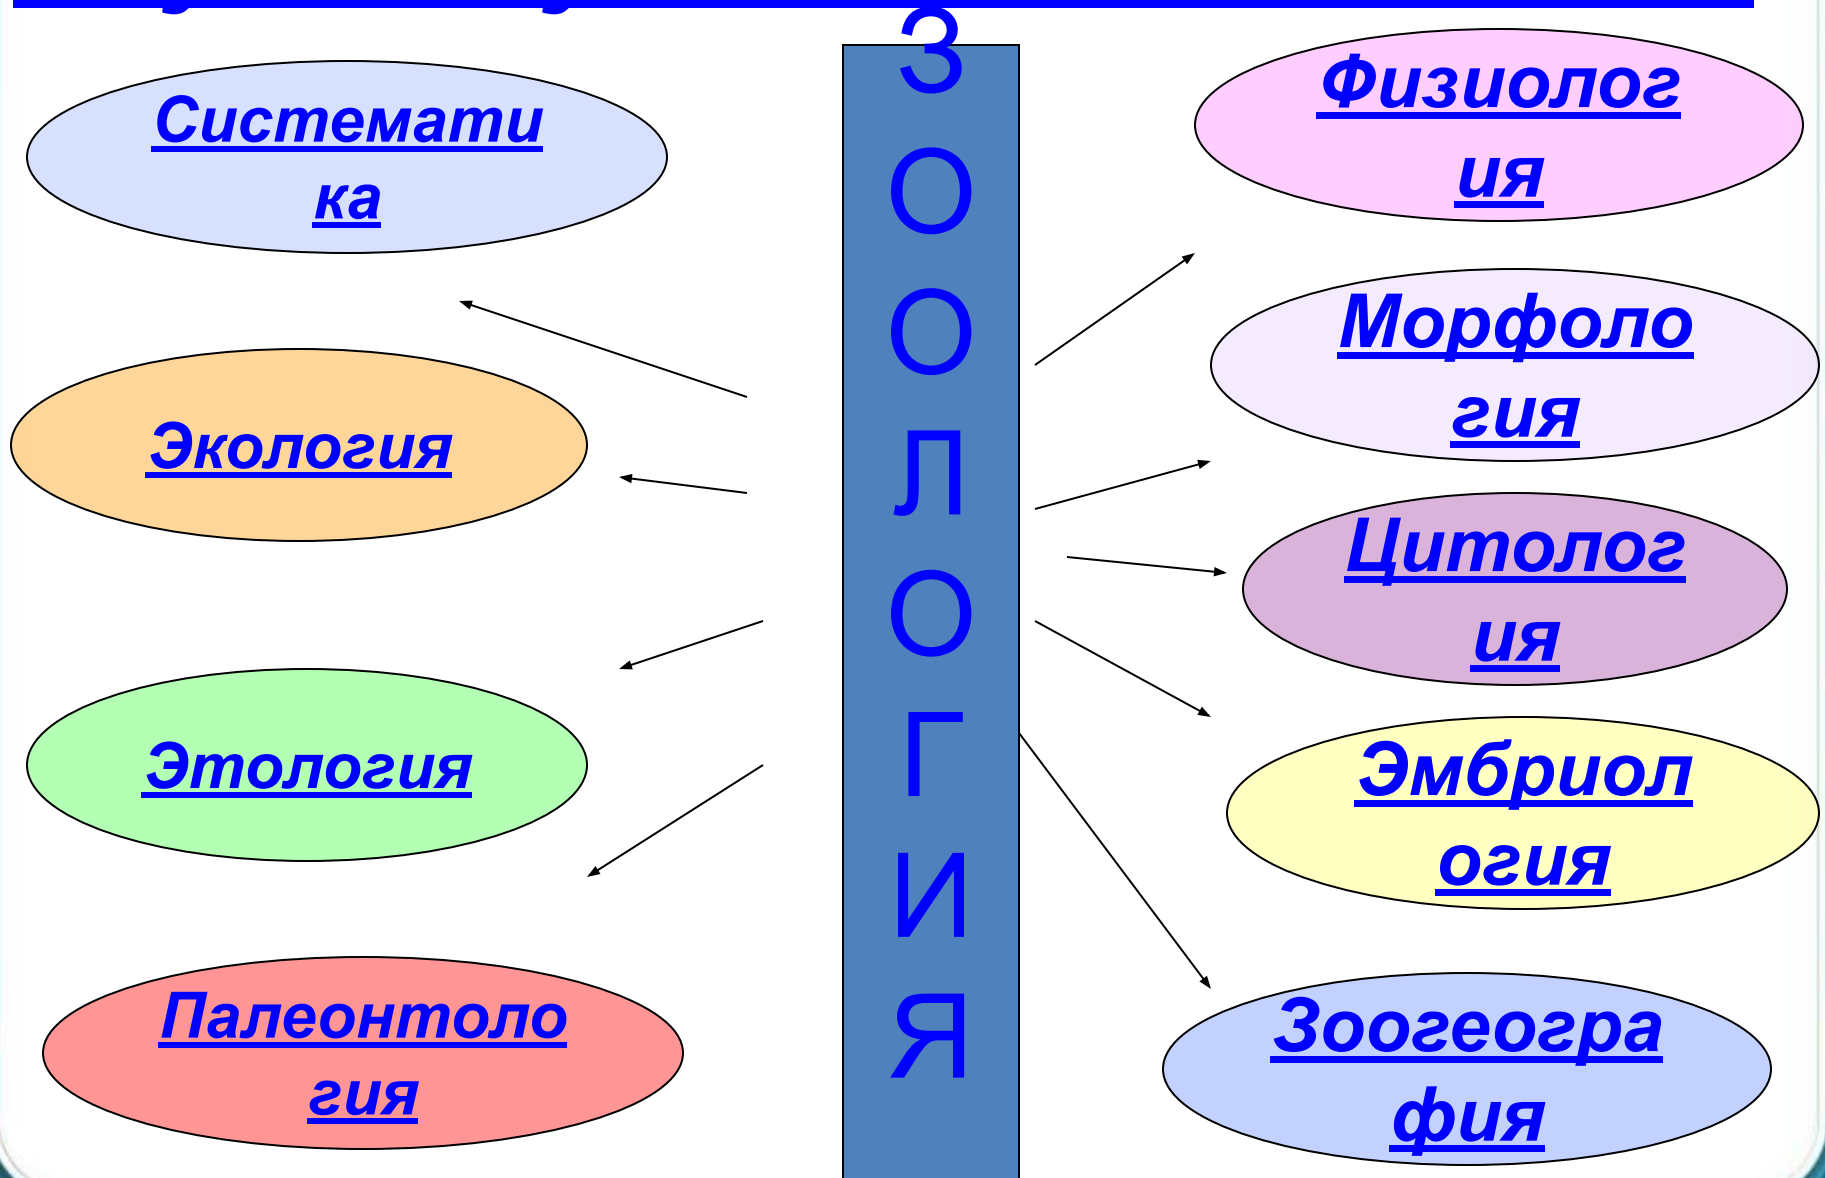 Системати
ка
Экология
Этология
Палеонтоло
гия
З
О
О
Л
О
Г
И
Я
Физиолог
ия
Морфоло
гия
Цитолог
ия
Эмбриол
огия
Зоогеогра
фия